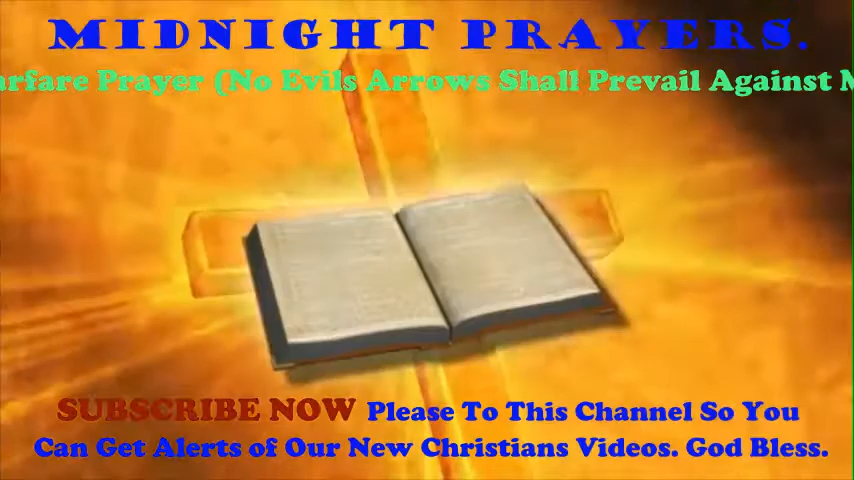 MIDNIGHT PRAYERS.
Prayer (No Evils Arrows Shall Prevail Against
SUBSCRIBE NOW Please To This Channel So You
Can Get Alerts of Our New Christians Videos. God Bless.